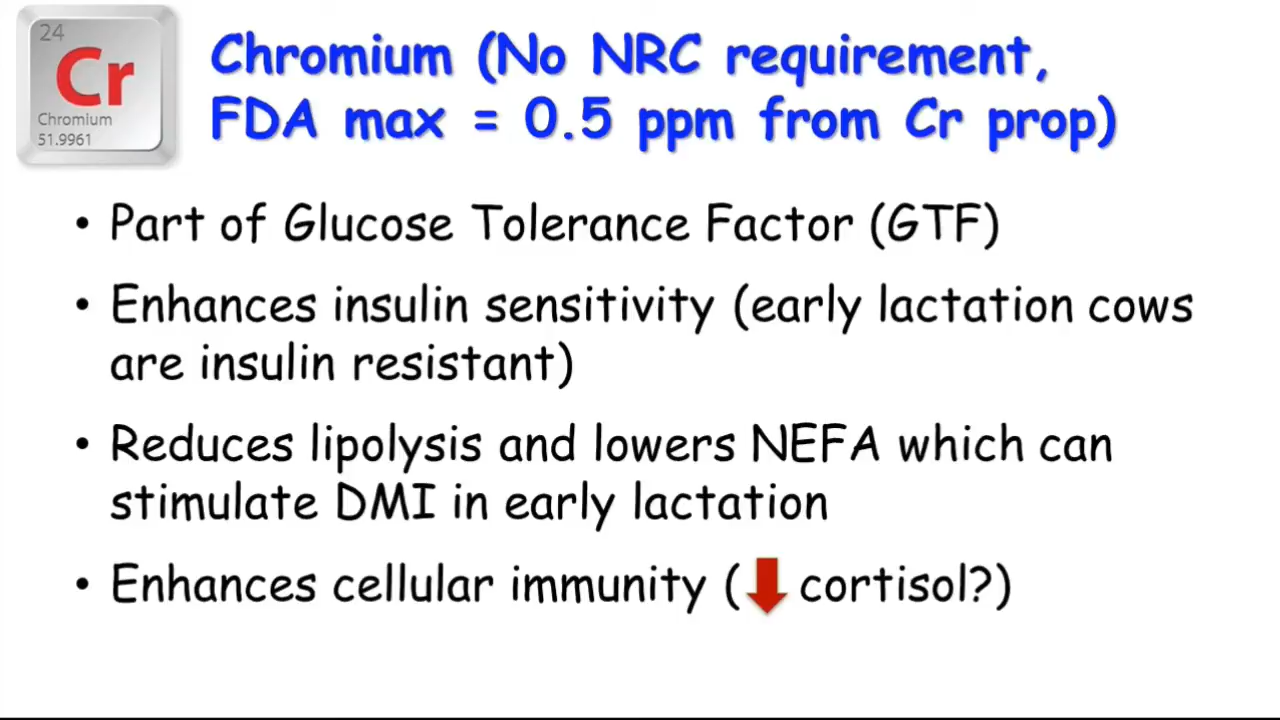 24
Cr
Chromium
51.9961
Chromium (No NRC requirement,
FDA max = 0.5 ppm from Cr prop)
• Part of Glucose Tolerance Factor (GTF)
• Enhances insulin sensitivity (early lactation cows
are insulin resistant)
• Reduces lipolysis and lowers NEFA which can
stimulate DMI in early lactation
• Enhances cellular immunity (⬇ cortisol?)